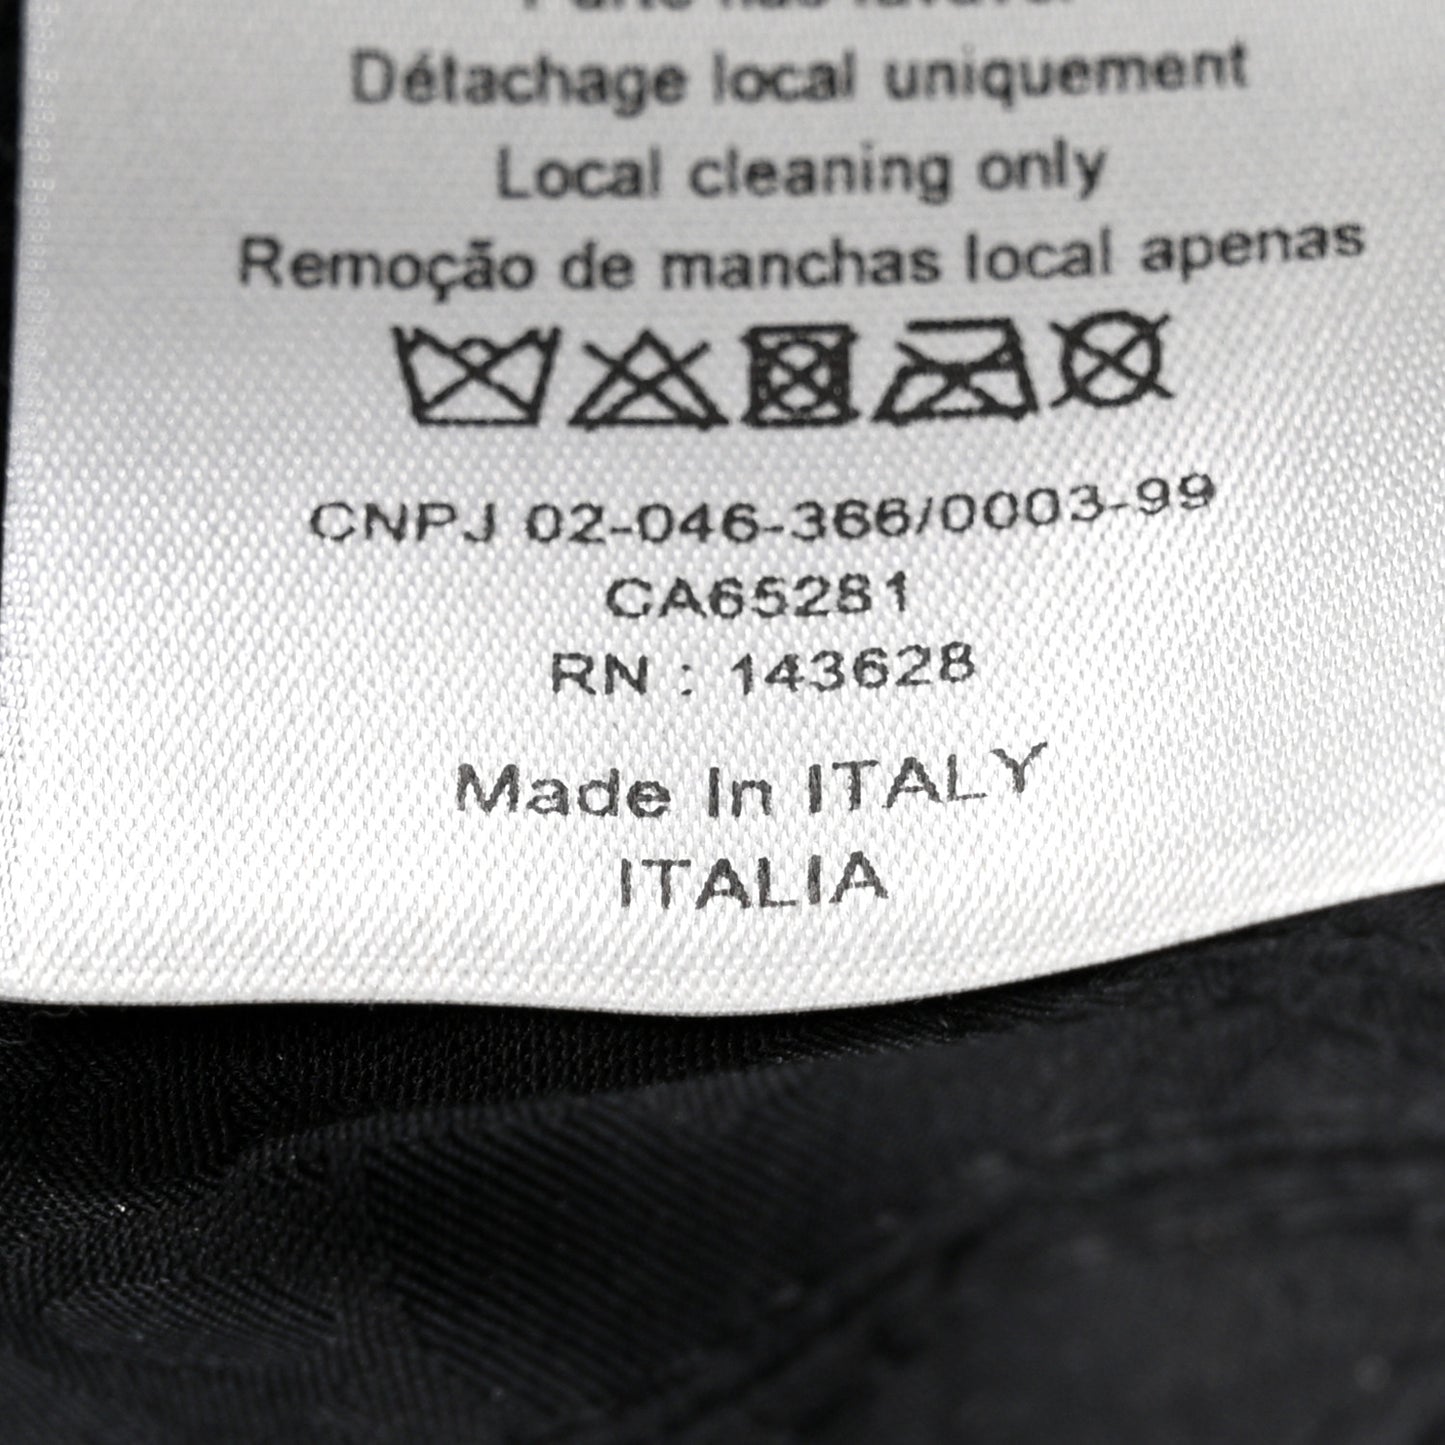 Détachage local uniquement
Local cleaning only
Remoção de manchas local apenas
CNPJ 02-046-366/0003-99
CA65281
RN : 143628
Made In ITALY
ITALIA